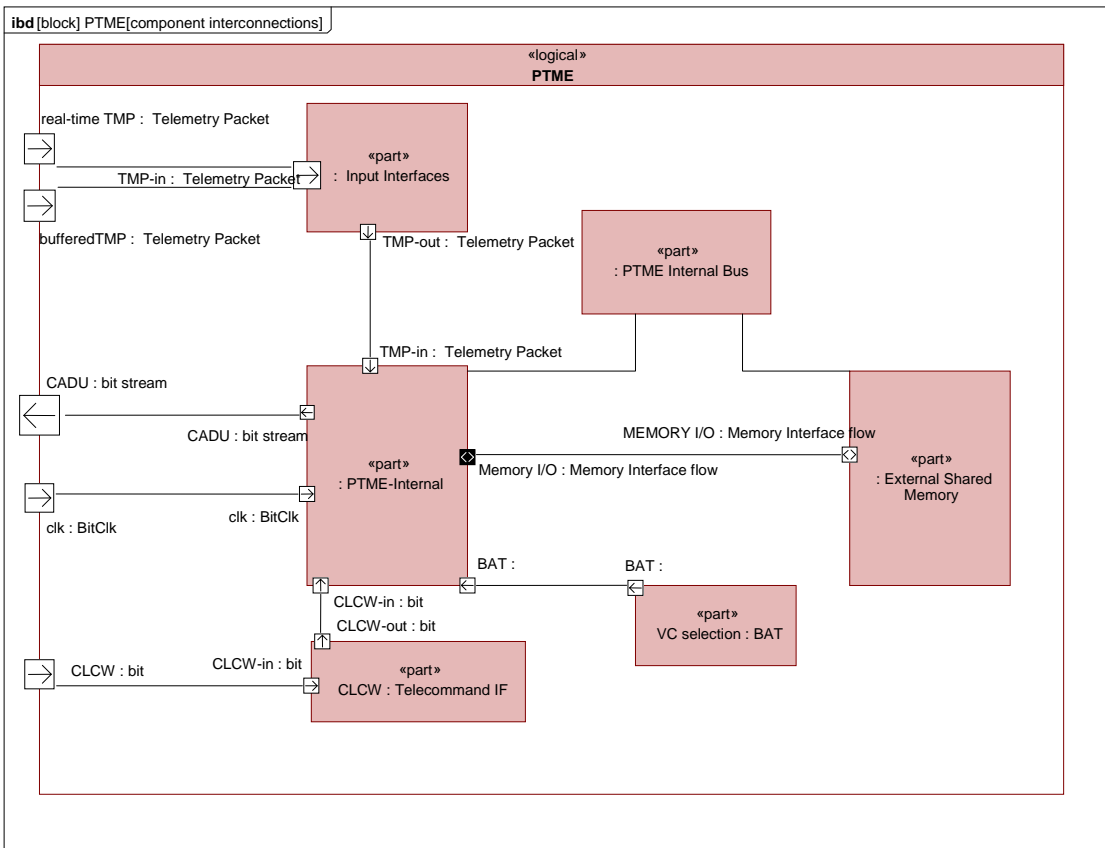 ibd [block] PTME[component interconnections]
«logical»
PTME
real-time TMP :  Telemetry Packet
«part»
:  Input Interfaces
TMP-in :  Telemetry Packet
bufferedTMP :  Telemetry Packet
TMP-out :  Telemetry Packet
«part»
: PTME Internal Bus
TMP-in :  Telemetry Packet
CADU : bit stream
CADU : bit stream
MEMORY I/O : Memory Interface flow
«part»
: PTME-Internal
Memory I/O : Memory Interface flow
«part»
: External Shared
Memory
clk : BitClk
clk : BitClk
BAT :
BAT :
CLCW-in : bit
CLCW-out : bit
«part»
VC selection : BAT
CLCW : bit
CLCW-in : bit
«part»
CLCW : Telecommand IF